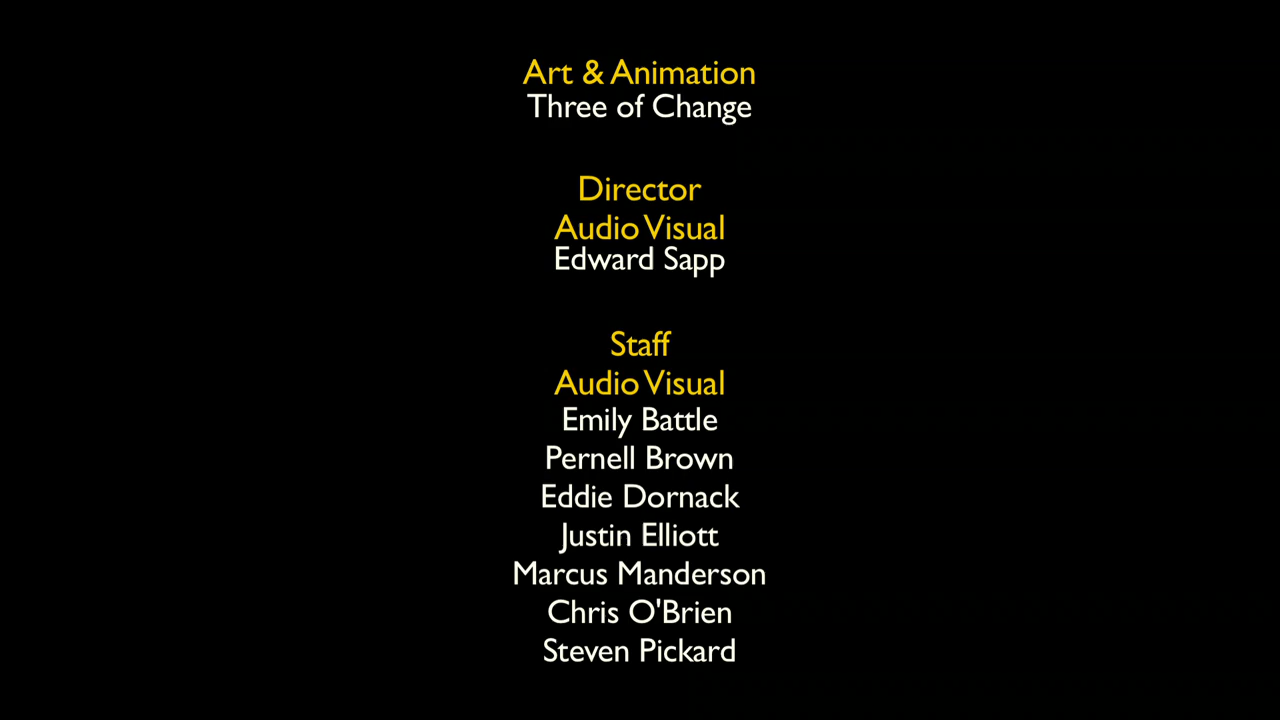 Art & Animation
Three of Change
Director
Audio Visual
Edward Sapp
Staff
Audio Visual
Emily Battle
Pernell Brown
Eddie Dornack
Justin Elliott
Marcus Manderson
Chris O'Brien
Steven Pickard